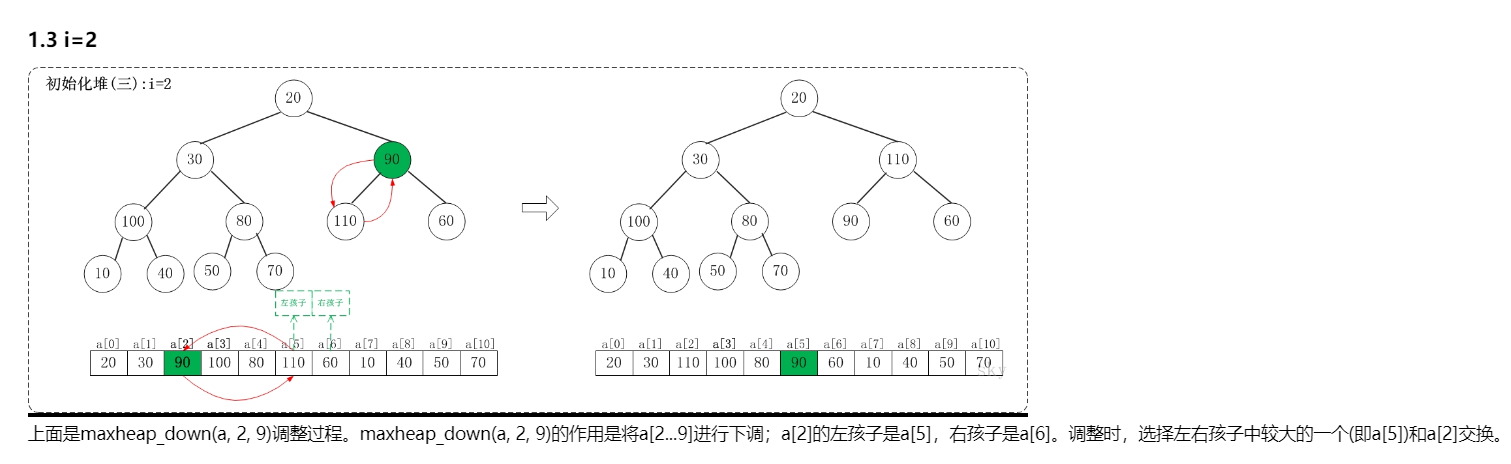 1.3 i=2
初始化堆(三):i=2
20
30
90
100
80
110
60
10
40
50
70
左孩子 右孩子
a[0] a[1] a[2] a[3] a[4] a[5] a[6] a[7] a[8] a[9] a[10]
20 30 90 100 80 110 60 10 40 50 70
20
30
110
100
80
90
60
10
40
50
70
a[0] a[1] a[2] a[3] a[4] a[5] a[6] a[7] a[8] a[9] a[10]
20 30 110 100 80 90 60 10 40 50 70
sky
上面是maxheap_down(a, 2, 9)调整过程。maxheap_down(a, 2, 9)的作用是将a[2...9]进行下调；a[2]的左孩子是a[5]，右孩子是a[6]。调整时，选择左右孩子中较大的一个(即a[5])和a[2]交换。